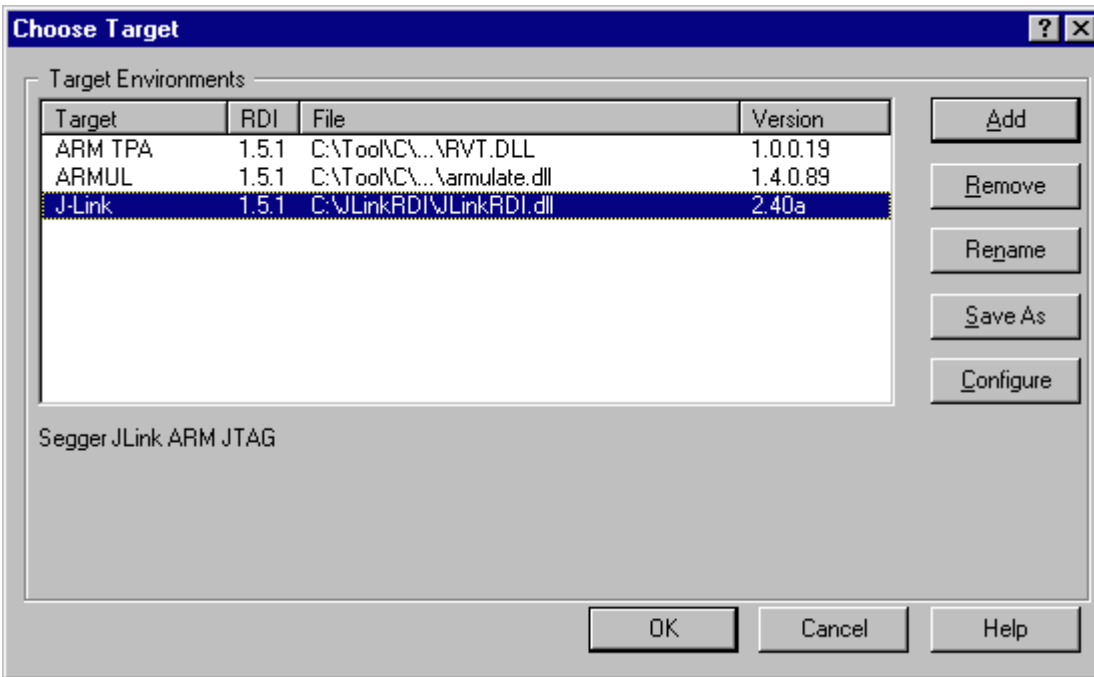 Choose Target
Target Environments
Target RDI File Version
ARM TPA 1.5.1 C:\Tool\C\...\RVT.DLL 1.0.0.19
ARMUL 1.5.1 C:\Tool\C\...\armulate.dll 1.4.0.89
J-Link 1.5.1 C:\JLinkRDI\JLinkRDI.dll 2.40a
Add
Remove
Rename
Save As
Configure
Segger JLink ARM JTAG
OK Cancel Help